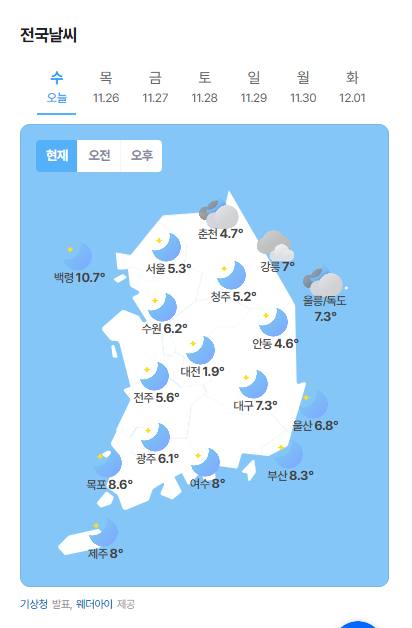 전국날씨
수 목 금 토 일 월 화
오늘 11.26 11.27 11.28 11.29 11.30 12.01
현재 오전 오후
춘천 4.7°
서울 5.3°
강릉 7°
백령 10.7°
청주 5.2°
울릉/독도
7.3°
수원 6.2°
안동 4.6°
대전 1.9°
전주 5.6°
대구 7.3°
울산 6.8°
광주 6.1°
부산 8.3°
목포 8.6°
여수 8°
제주 8°
기상청 발표, 웨더아이 제공